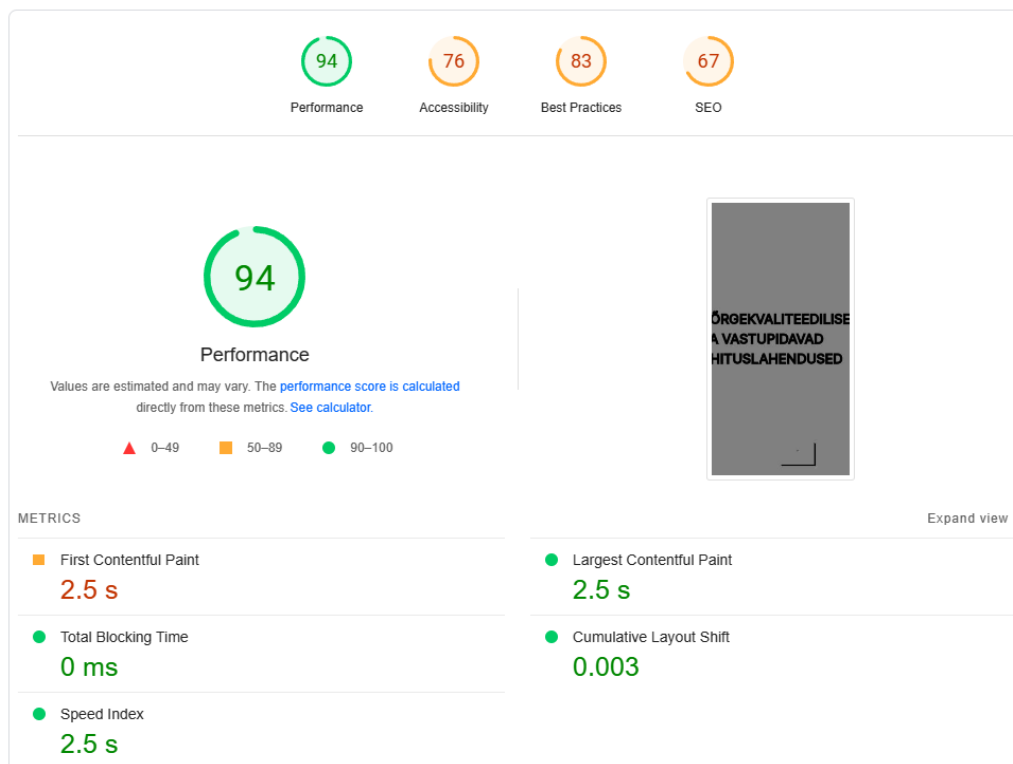 94 76 83 67
Performance Accessibility Best Practices SEO
94
Performance
Values are estimated and may vary. The performance score is calculated
directly from these metrics. See calculator.
0–49 50–89 90–100
ÕRGEKVALITEEDILISE
A VASTUPIDAVAD
HITUSLAHENDUSED
METRICS Expand view
First Contentful Paint
2.5 s
Largest Contentful Paint
2.5 s
Total Blocking Time
0 ms
Cumulative Layout Shift
0.003
Speed Index
2.5 s